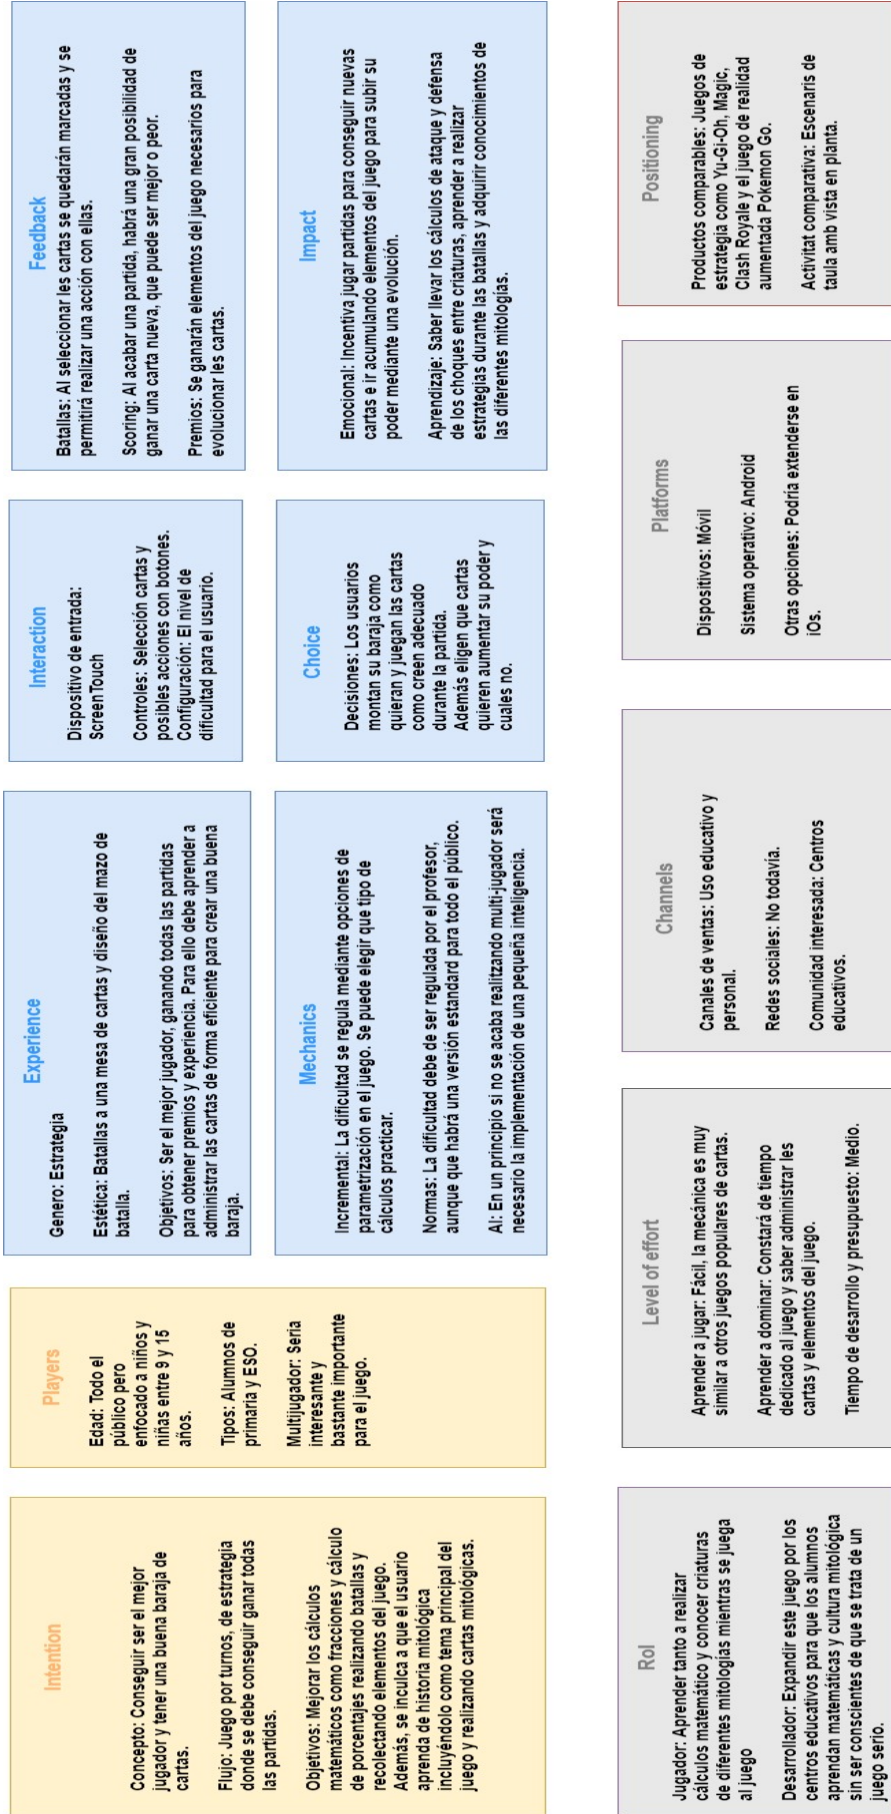 Intention
Concepto: Conseguir ser el mejor
jugador y tener una buena baraja de
cartas.
Flujo: Juego por turnos, de estrategia
donde se debe conseguir ganar todas
las partidas.
Objetivos: Mejorar los cálculos
matemáticos como fracciones y cálculo
de porcentajes realizando batallas y
recolectando elementos del juego.
Además, se inculca a que el usuario
aprenda de historia mitológica
incluyéndolo como tema principal del
juego y realizando cartas mitológicas.
Players
Edad: Todo el
público pero
enfocado a niños y
niñas entre 9 y 15
años.
Tipos: Alumnos de
primaria y ESO.
Multijugador: Seria
interesante y
bastante importante
para el juego.
Experience
Genero: Estrategia
Estética: Batallas a una mesa de cartas y diseño del mazo de
batalla.
Objetivos: Ser el mejor jugador, ganando todas las partidas
para obtener premios y experiencia. Para ello debe aprender a
administrar las cartas de forma eficiente para crear una buena
baraja.
Mechanics
Incremental: La dificultad se regula mediante opciones de
parametrización en el juego. Se puede elegir que tipo de
cálculos practicar.
Normas: La dificultad debe de ser regulada por el profesor,
aunque que habrá una versión estandard para todo el público.
AI: En un principio si no se acaba realitzando multi-jugador será
necesario la implementación de una pequeña inteligencia.
Interaction
Dispositivo de entrada:
ScreenTouch
Controles: Selección cartas y
posibles acciones con botones.
Configuración: El nivel de
dificultad para el usuario.
Choice
Decisiones: Los usuarios
montan su baraja como
quieran y juegan las cartas
como creen adecuado
durante la partida.
Además eligen que cartas
quieren aumentar su poder y
cuales no.
Feedback
Batallas: Al seleccionar les cartas se quedarán marcadas y se
permitirá realizar una acción con ellas.
Scoring: Al acabar una partida, habrá una gran posibilidad de
ganar una carta nueva, que puede ser mejor o peor.
Premios: Se ganarán elementos del juego necesarios para
evolucionar les cartas.
Impact
Emocional: Incentiva jugar partidas para conseguir nuevas
cartas e ir acumulando elementos del juego para subir su
poder mediante una evolución.
Aprendizaje: Saber llevar los cálculos de ataque y defensa
de los choques entre criaturas, aprender a realizar
estrategias durante las batallas y adquirir conocimientos de
las diferentes mitologías.
Rol
Jugador: Aprender tanto a realizar
cálculos matemático y conocer criaturas
de diferentes mitologias mientras se juega
al juego
Desarrollador: Expandir este juego por los
centros educativos para que los alumnos
aprendan matemáticas y cultura mitológica
sin ser conscientes de que se trata de un
juego serio.
Level of effort
Aprender a jugar: Fácil, la mecánica es muy
similar a otros juegos populares de cartas.
Aprender a dominar: Constará de tiempo
dedicado al juego y saber administrar les
cartas y elementos del juego.
Tiempo de desarrollo y presupuesto: Medio.
Channels
Canales de ventas: Uso educativo y
personal.
Redes sociales: No todavía.
Comunidad interesada: Centros
educativos.
Platforms
Dispositivos: Móvil
Sistema operativo: Android
Otras opciones: Podría extenderse en
iOs.
Positioning
Productos comparables: Juegos de
estrategia como Yu-Gi-Oh, Magic,
Clash Royale y el juego de realidad
aumentada Pokemon Go.
Activitat comparativa: Escenaris de
taula amb vista en planta.